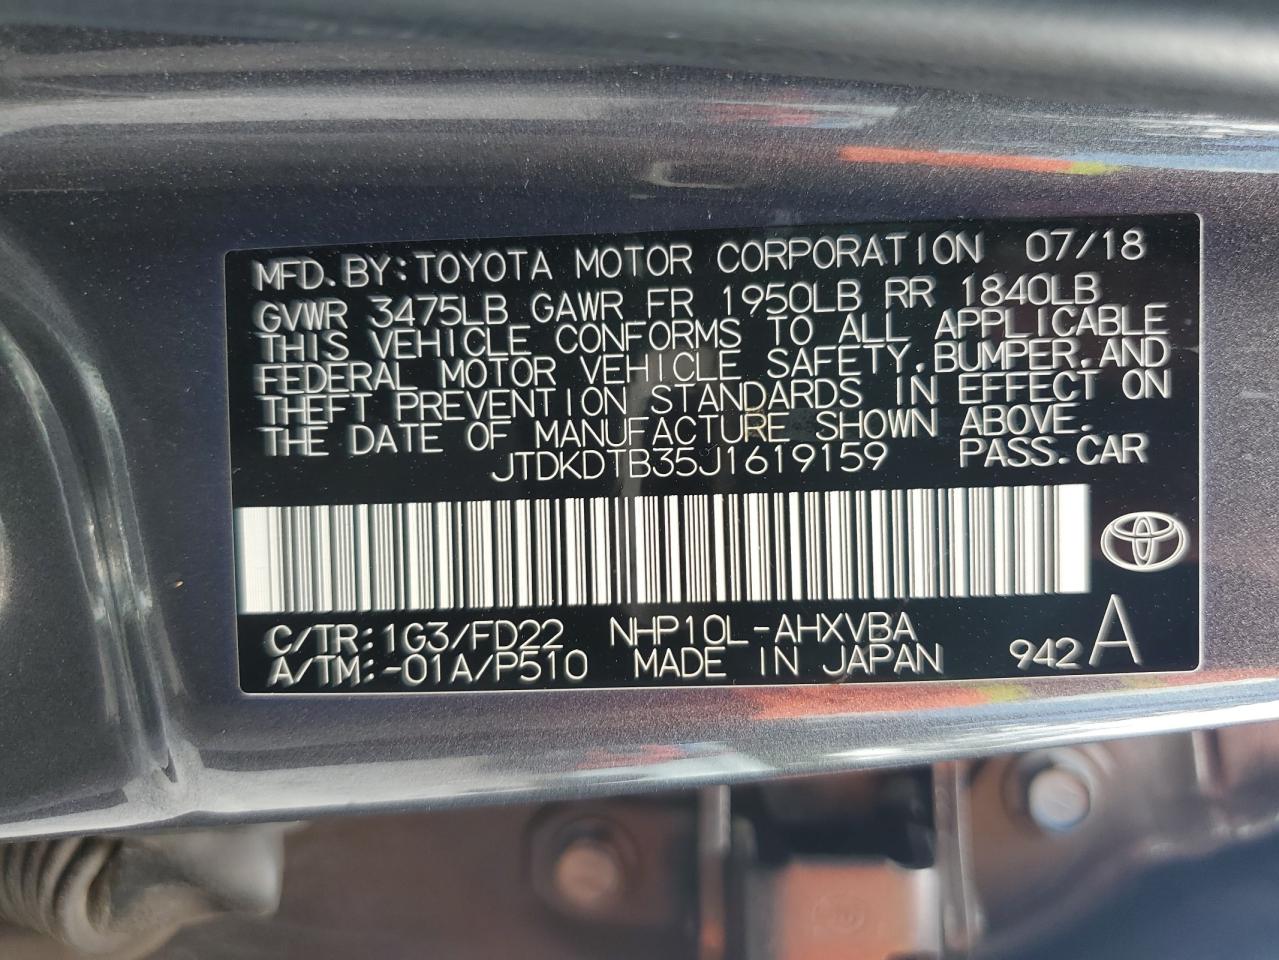 MFD.BY:TOYOTA MOTOR CORPORATION 07/18
GVWR 3475LB GAWR FR 1950LB RR 1840LB
THIS VEHICLE CONFORMS TO ALL APPLICABLE
FEDERAL MOTOR VEHICLE SAFETY,BUMPER,AND
THEFT PREVENTION STANDARDS IN EFFECT ON
THE DATE OF MANUFACTURE SHOWN ABOVE.
JTDKDTB35J1619159 PASS.CAR
C/TR:1G3/FD22 NHP10L-AHXVBA
A/TM:-01A/P510 MADE IN JAPAN 942 A